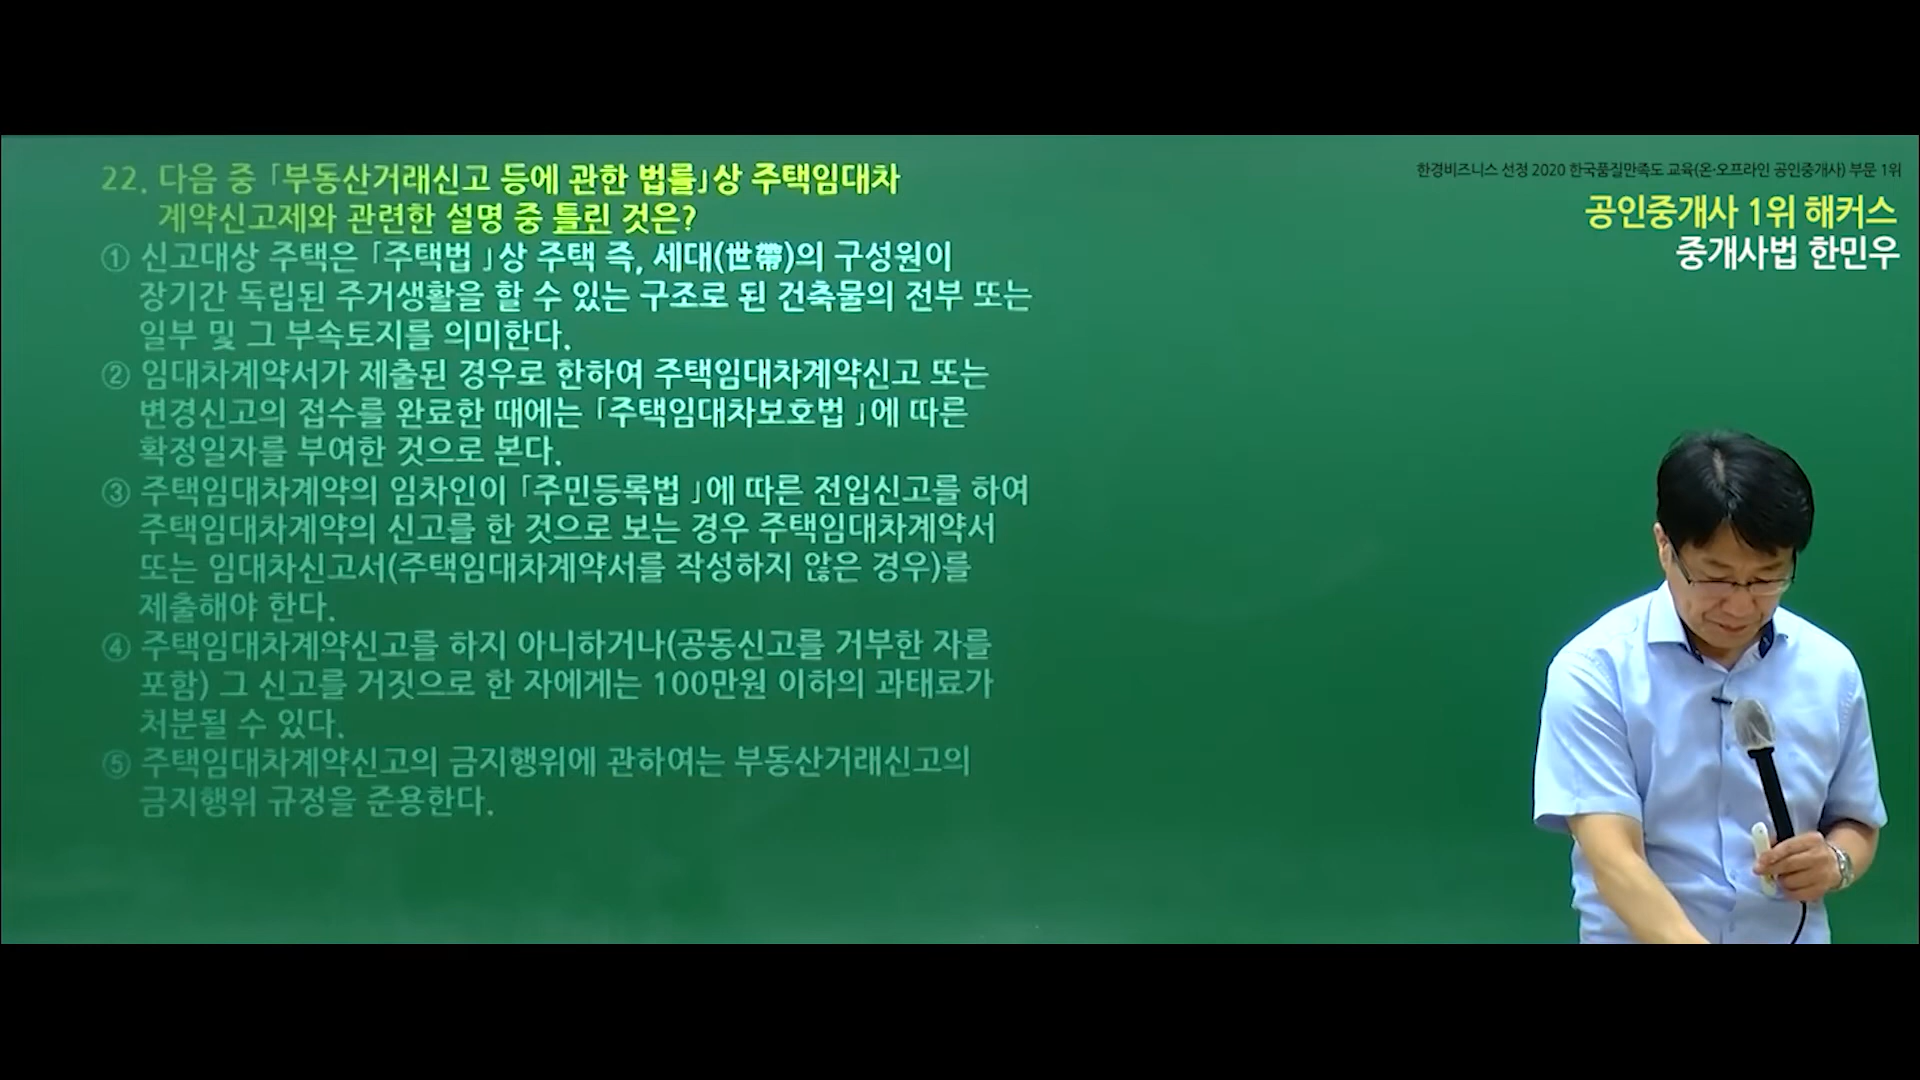 한경비즈니스 선정 2020 한국품질만족도 교육(온·오프라인 공인중개사) 부문 1위
공인중개사 1위 해커스
중개사법 한민우
22. 다음 중 「부동산거래신고 등에 관한 법률」상 주택임대차
계약신고제와 관련한 설명 중 틀린 것은?
① 신고대상 주택은 「주택법 」상 주택 즉, 세대(世帶)의 구성원이
장기간 독립된 주거생활을 할 수 있는 구조로 된 건축물의 전부 또는
일부 및 그 부속토지를 의미한다.
② 임대차계약서가 제출된 경우로 한하여 주택임대차계약신고 또는
변경신고의 접수를 완료한 때에는 「주택임대차보호법 」에 따른
확정일자를 부여한 것으로 본다.
③ 주택임대차계약의 임차인이 「주민등록법 」에 따른 전입신고를 하여
주택임대차계약의 신고를 한 것으로 보는 경우 주택임대차계약서
또는 임대차신고서(주택임대차계약서를 작성하지 않은 경우)를
제출해야 한다.
④ 주택임대차계약신고를 하지 아니하거나(공동신고를 거부한 자를
포함) 그 신고를 거짓으로 한 자에게는 100만원 이하의 과태료가
처분될 수 있다.
⑤ 주택임대차계약신고의 금지행위에 관하여는 부동산거래신고의
금지행위 규정을 준용한다.